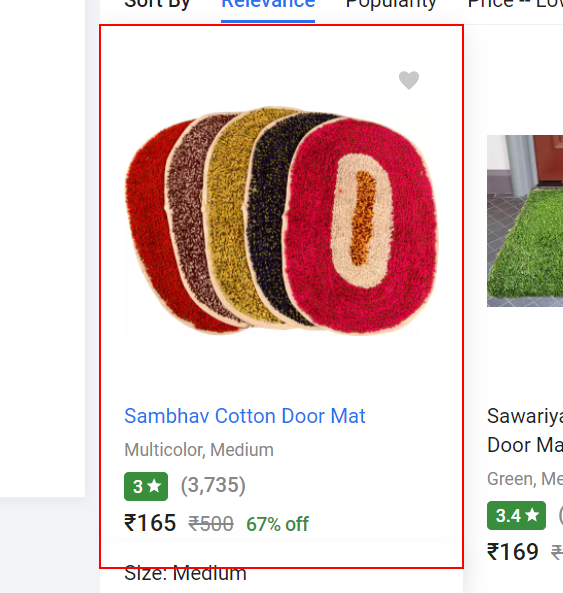 Sort By Relevance Popularity Price -- Low
Sambhav Cotton Door Mat
Multicolor, Medium
3 ★ (3,735)
₹165 ₹500 67% off
Size: Medium
Sawariya
Door Ma
Green, Me
3.4 ★ (
₹169 ₹